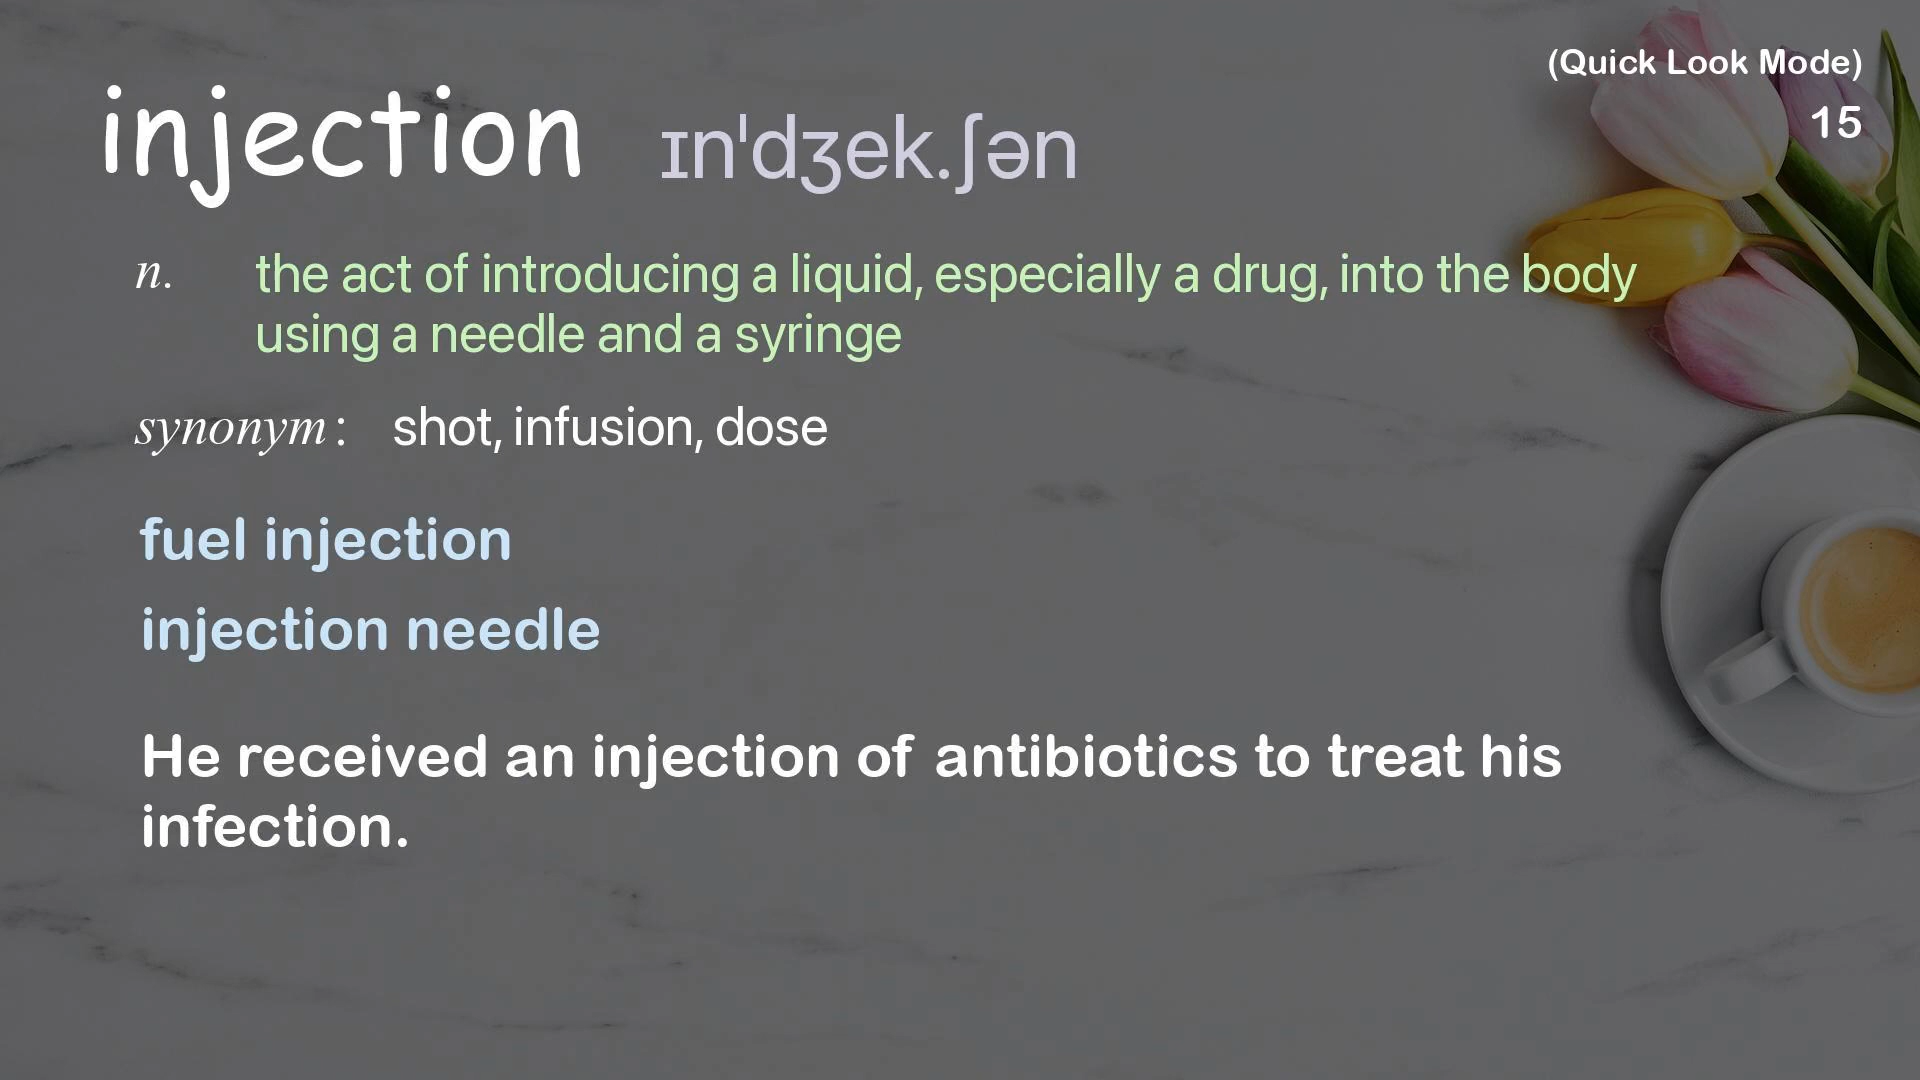 (Quick Look Mode)
15
injection ɪnˈdʒek.ʃən
n. the act of introducing a liquid, especially a drug, into the body
using a needle and a syringe
synonym: shot, infusion, dose
fuel injection
injection needle
He received an injection of antibiotics to treat his
infection.